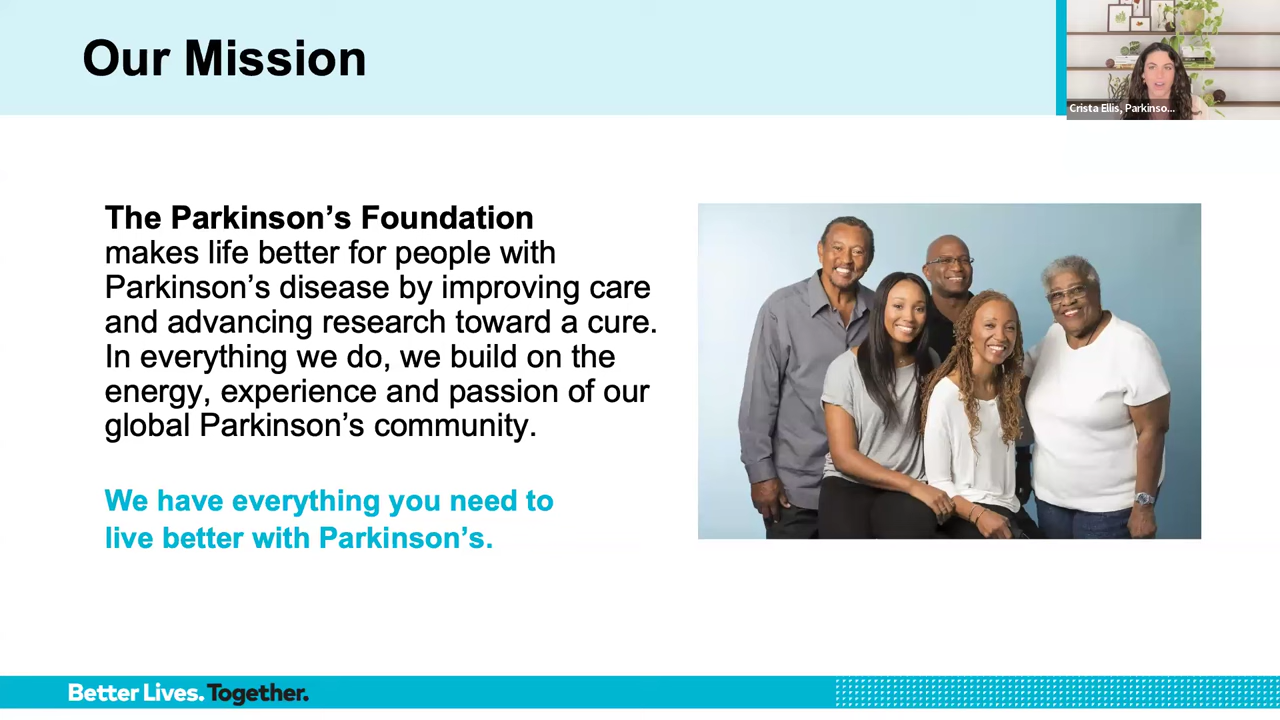 Our Mission
Crista Ellis, Parkinso...
The Parkinson’s Foundation
makes life better for people with
Parkinson’s disease by improving care
and advancing research toward a cure.
In everything we do, we build on the
energy, experience and passion of our
global Parkinson’s community.
We have everything you need to
live better with Parkinson’s.
Better Lives. Together.